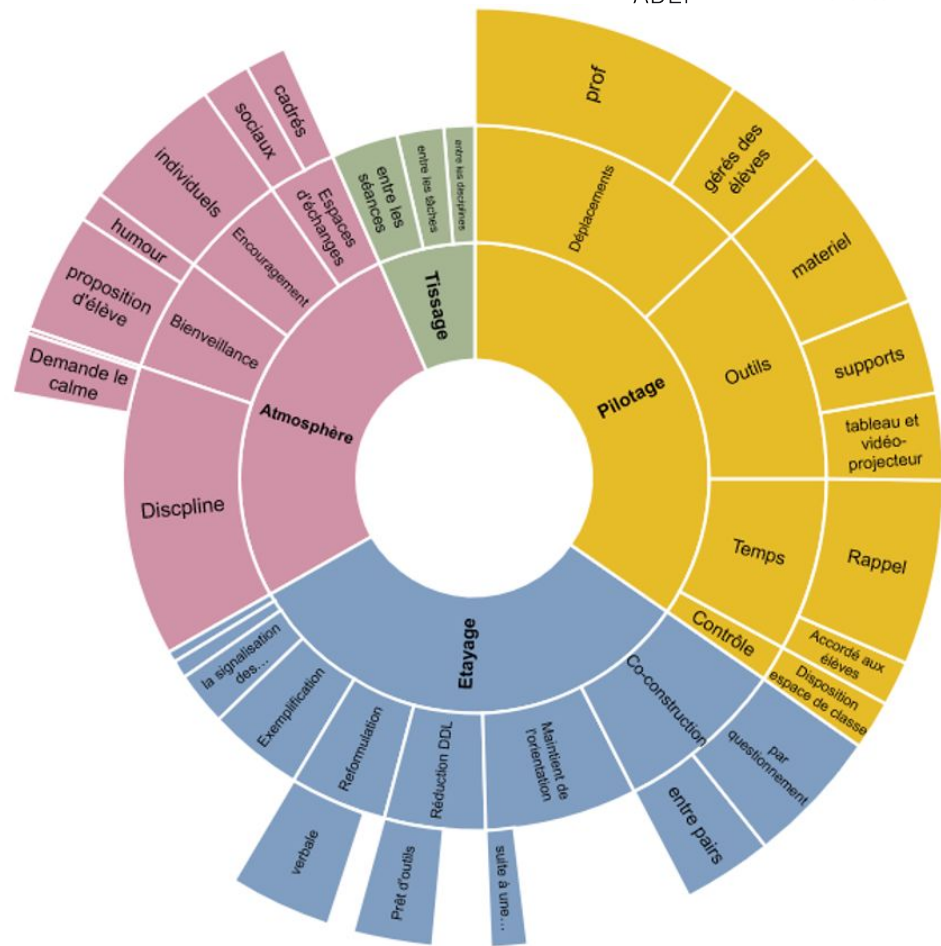 prof
gérés des
élèves
Déplacements
materiel
supports
tableau et
vidéo-
projecteur
Outils
Pilotage
Temps
Rappel
Accordé aux
élèves
Contrôle
Disposition
espace de classe
Etayage
Co-construction
par
questionnement
entre pairs
Maintient de
l'orientation
suite à une…
Réduction DDL
Prêt d'outils
Reformulation
verbale
Exemplification
la signalisation
des…
Atmosphère
Discpline
Demande le
calme
Bienveillance
proposition
d'élève
humour
Encouragement
individuels
sociaux
Espaces
d'échanges
cadrés
Tissage
entre les
séances
entre les tâches
entre les disciplines